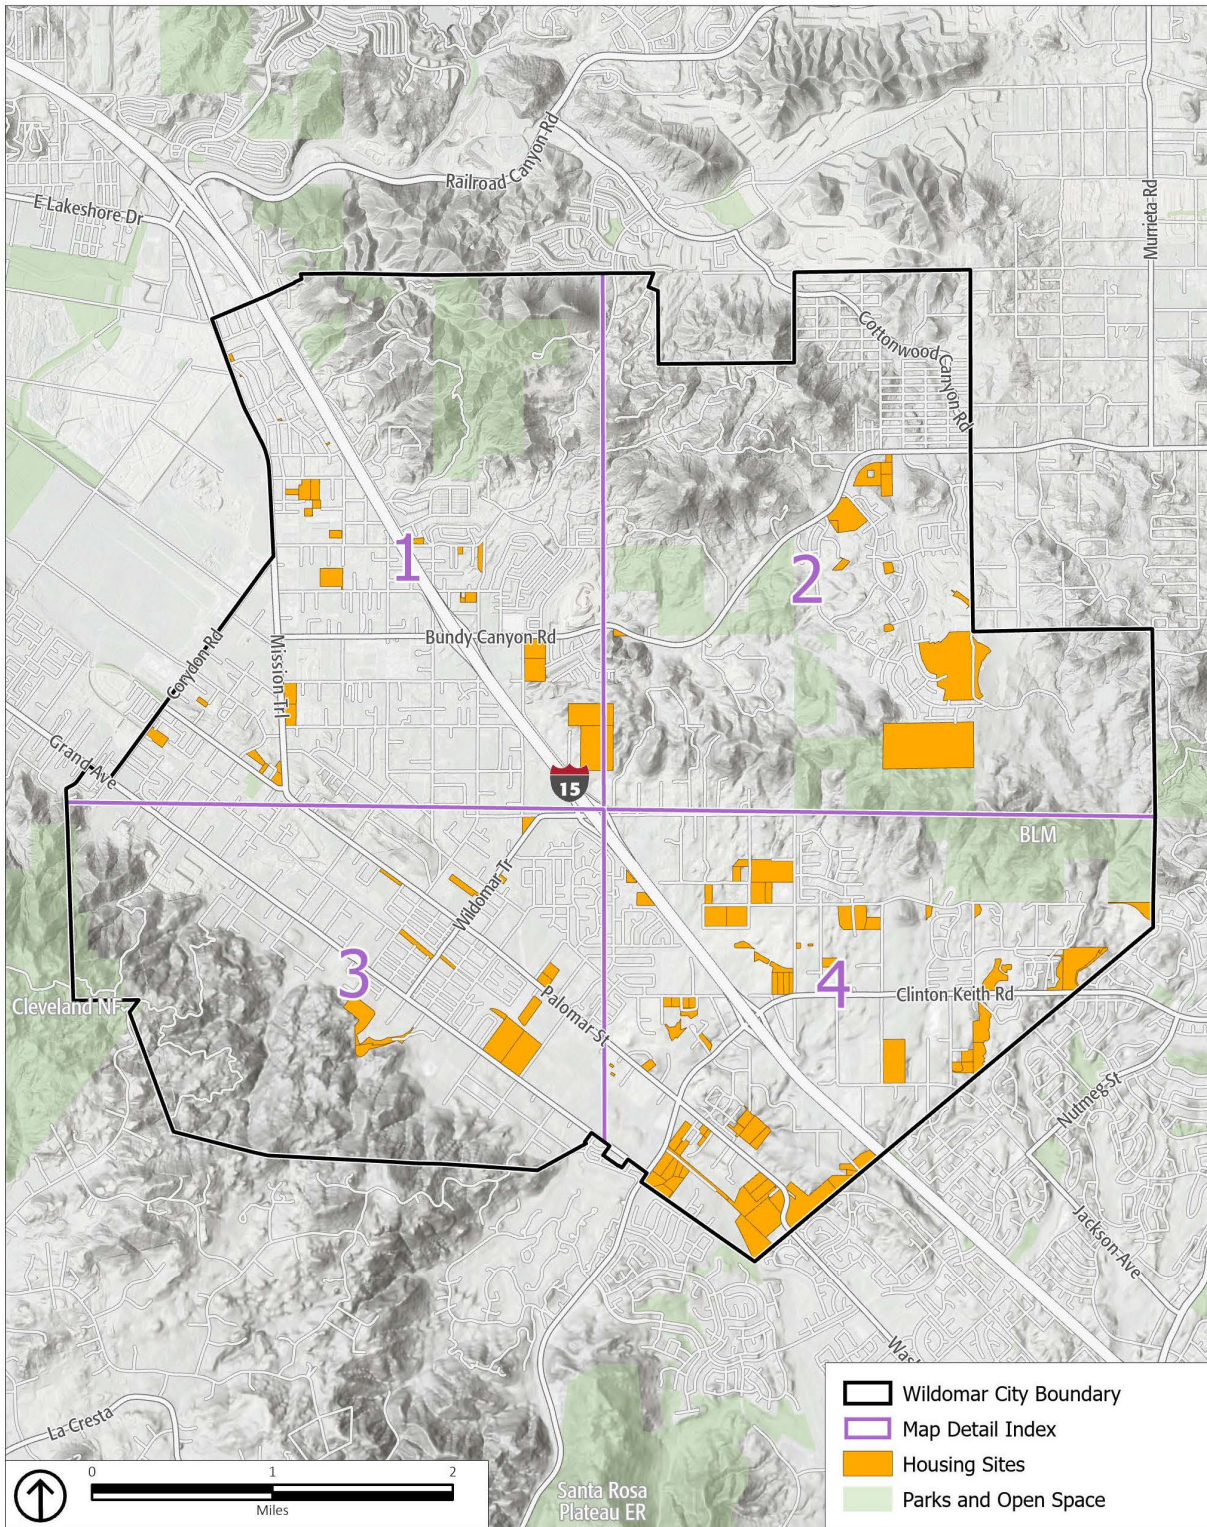 Railroad Canyon Rd
E Lakeshore Dr
Murrieta Rd
Cottonwood Canyon Rd
1
2
Bundy Canyon Rd
Corydon Rd
Mission Trl
Grand Ave
15
BLM
Wildomar Tr
3
4
Cleveland NF
Palomar St
Clinton Keith Rd
Nutmeg St
Jackson Ave
La Cresta
Santa Rosa
Plateau ER
Wildomar City Boundary
Map Detail Index
Housing Sites
Parks and Open Space
0 1 2
Miles